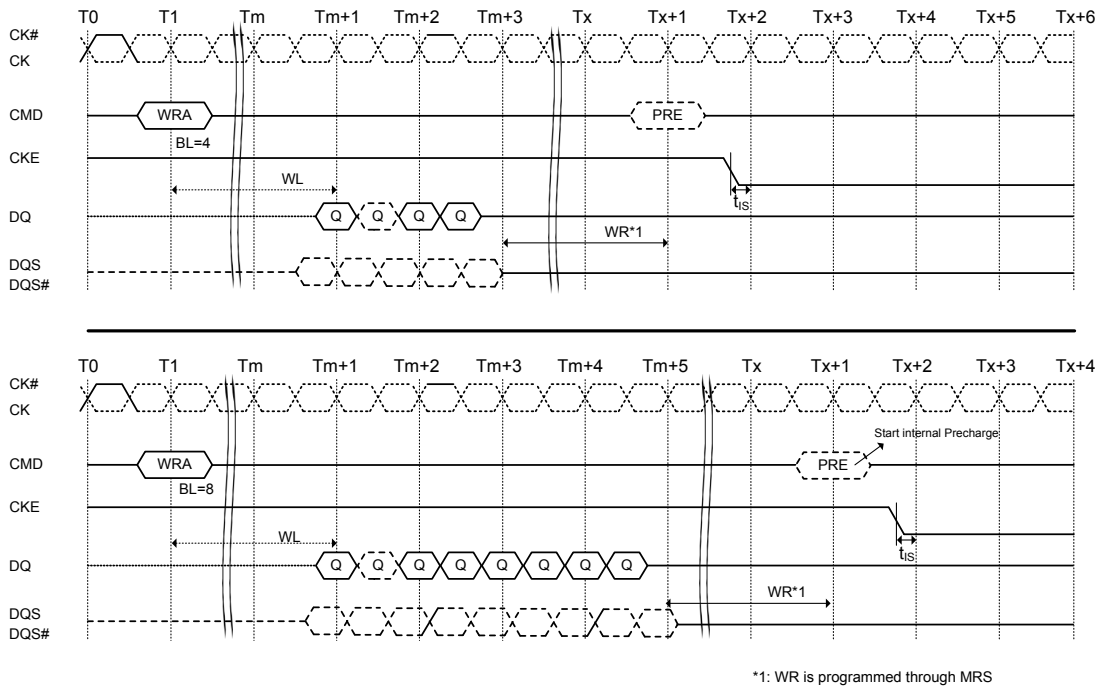 T0 T1 Tm Tm+1 Tm+2 Tm+3 Tx Tx+1 Tx+2 Tx+3 Tx+4 Tx+5 Tx+6
CK#
CK
CMD WRA PRE
BL=4
CKE
WL
tIS
DQ Q Q Q Q
WR*1
DQS
DQS#
T0 T1 Tm Tm+1 Tm+2 Tm+3 Tm+4 Tm+5 Tx Tx+1 Tx+2 Tx+3 Tx+4
CK#
CK
Start internal Precharge
CMD WRA PRE
BL=8
CKE
WL
tIS
DQ Q Q Q Q Q Q Q Q
WR*1
DQS
DQS#
*1: WR is programmed through MRS